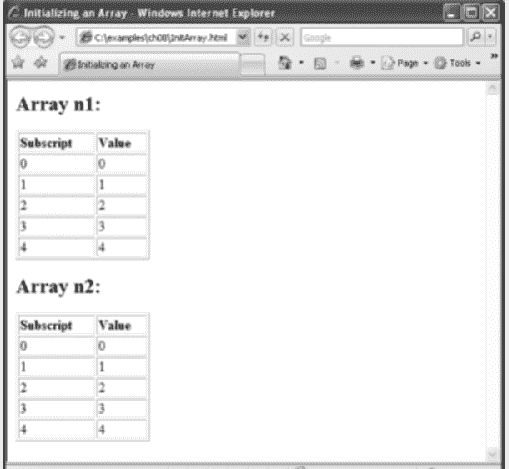 Initializing an Array - Windows Internet Explorer
C:\examples\ch08\InitArray.html
Google
Initializing an Array
Page
Tools
Array n1:
Subscript Value
0 0
1 1
2 2
3 3
4 4
Array n2:
Subscript Value
0 0
1 1
2 2
3 3
4 4